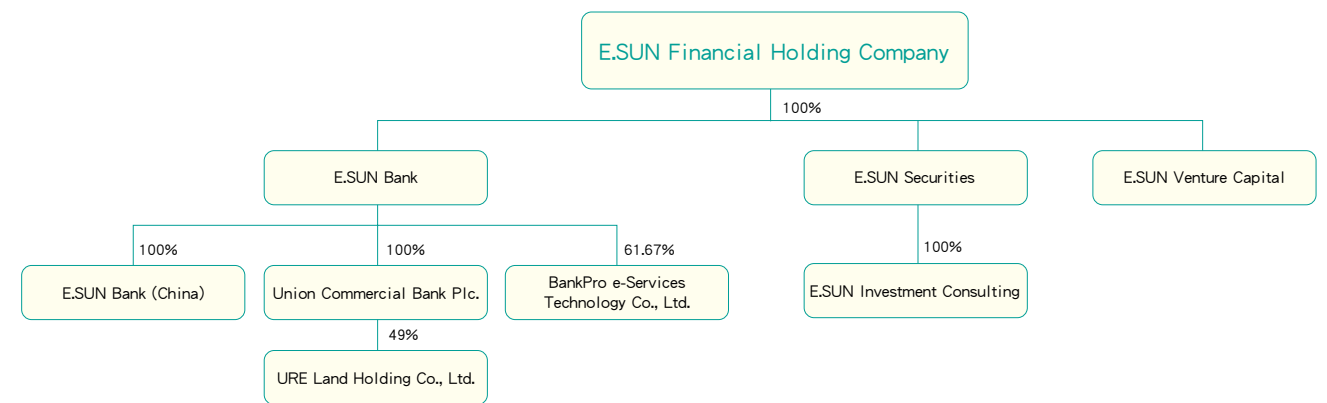 E.SUN Financial Holding Company
100%
E.SUN Bank
E.SUN Securities
E.SUN Venture Capital
100%
100%
61.67%
100%
E.SUN Bank (China)
Union Commercial Bank Plc.
BankPro e-Services
Technology Co., Ltd.
E.SUN Investment Consulting
49%
URE Land Holding Co., Ltd.